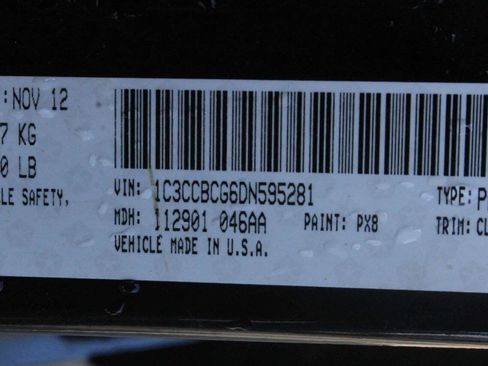 : NOV 12
7 KG
0 LB
LE SAFETY,
VIN: 1C3CCBCG6DN595281 TYPE: P
MDH: 112901 046AA PAINT: PX8 TRIM: CL
VEHICLE MADE IN U.S.A.